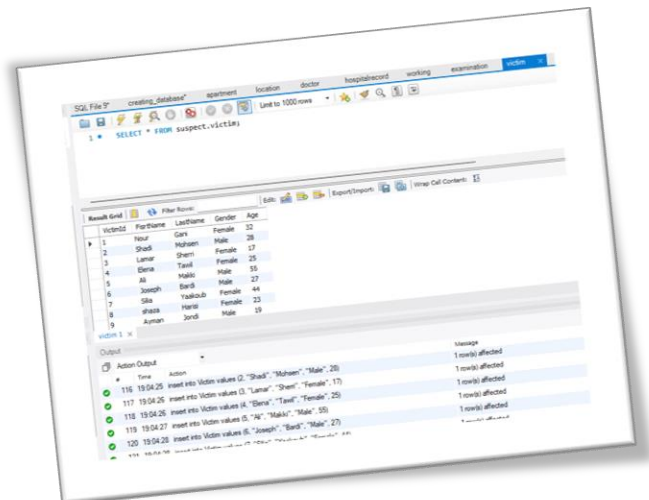 SQL File 9* creating_database* apartment location doctor hospitalrecord working examination victim
Limit to 1000 rows
1 SELECT * FROM suspect.victim;
Result Grid Filter Rows: Edit: Export/Import: Wrap Cell Content:
VictimId FisrtName LastName Gender Age
1 Nour Gani Female 32
2 Shadi Mohsen Male 28
3 Lamar Sherri Female 17
4 Elena Tawil Female 25
5 Ali Makki Male 55
6 Joseph Bardi Male 27
7 Silia Yaakoub Female 44
8 shaza Harisi Female 23
9 Ayman Jondi Male 19
victim 1
Output
Action Output
# Time Action Message
116 19:04:25 insert into Victim values (2, "Shadi", "Mohsen", "Male", 28) 1 row(s) affected
117 19:04:26 insert into Victim values (3, "Lamar", "Sherri", "Female", 17) 1 row(s) affected
118 19:04:26 insert into Victim values (4, "Elena", "Tawil", "Female", 25) 1 row(s) affected
119 19:04:27 insert into Victim values (5, "Ali", "Makki", "Male", 55) 1 row(s) affected
120 19:04:28 insert into Victim values (6, "Joseph", "Bardi", "Male", 27) 1 row(s) affected